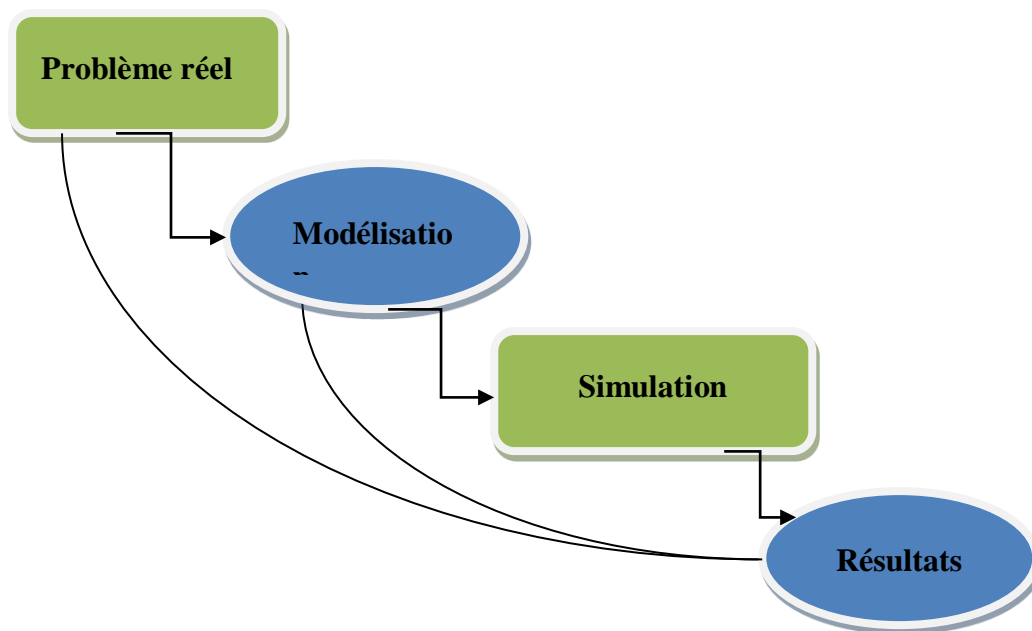 Problème réel
Modélisatio
n
Simulation
Résultats